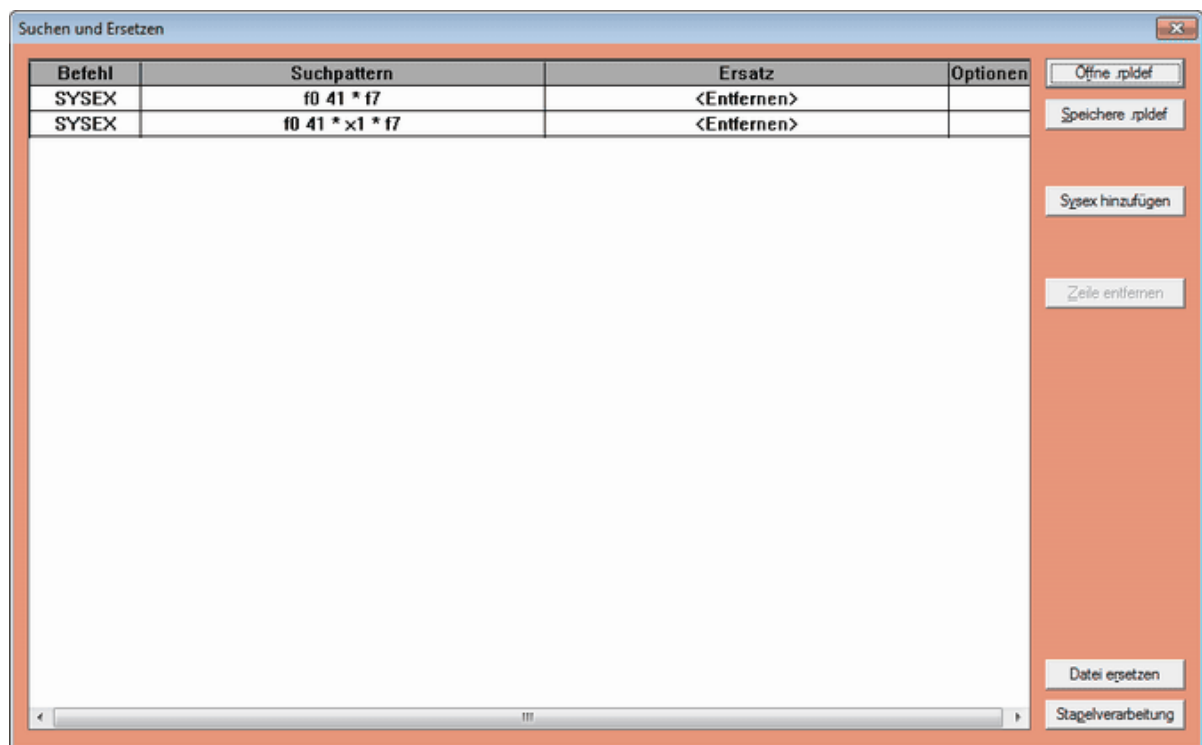 Suchen und Ersetzen
Befehl Suchpattern Ersatz Optionen
SYSEX f0 41 * f7 <Entfernen>
SYSEX f0 41 * x1 * f7 <Entfernen>
Öffne .rpldef
Speichere .rpldef
Sysex hinzufügen
Zeile entfernen
Datei ersetzen
Stapelverarbeitung